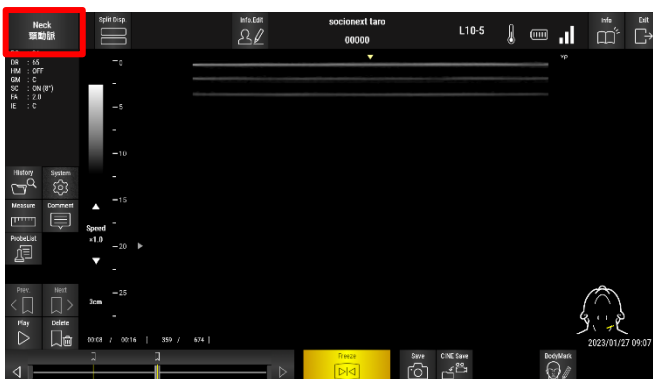 Neck
頸動脈
Split Disp.
Info.Edit
socionext taro
00000
L10-5
Info
Exit
DR : 65
HM : OFF
GM : C
SC : ON (8°)
FA : 2.0
IE : C
0
VP
5
10
15
20
25
History
System
Measure
Comment
ProbeList
Speed
×1.0
3cm
Prev.
Next
Play
Delete
00:08 / 00:16 | 359 / 674 |
2023/01/27 09:07
Freeze
Save
CINE Save
BodyMark